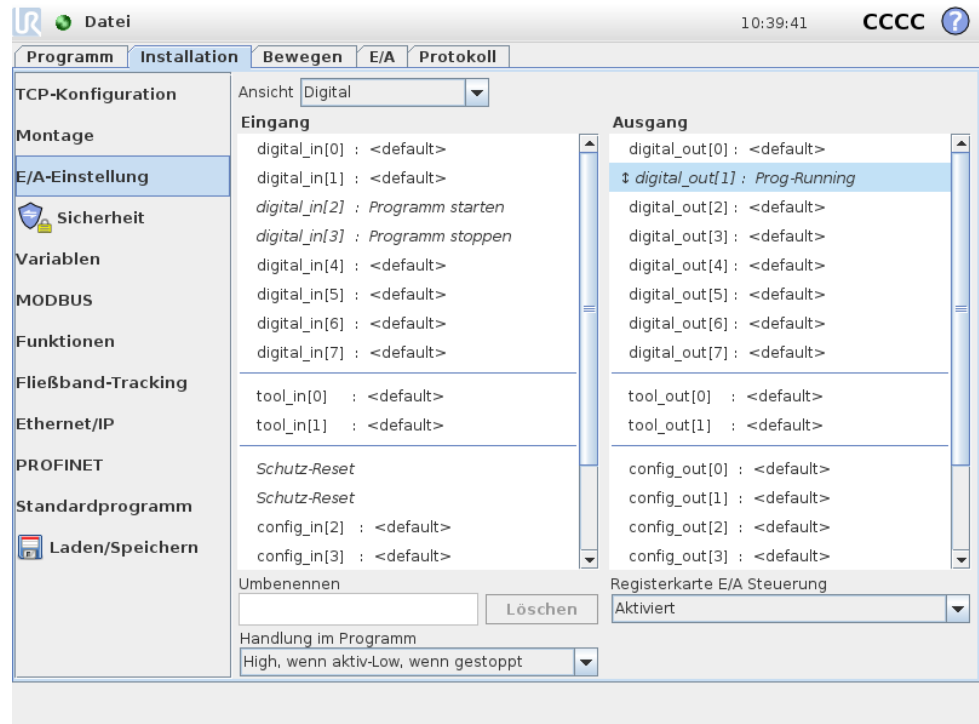 UR Datei 10:39:41 CCCC ?
Programm Installation Bewegen E/A Protokoll
TCP-Konfiguration
Montage
E/A-Einstellung
Sicherheit
Variablen
MODBUS
Funktionen
Fließband-Tracking
Ethernet/IP
PROFINET
Standardprogramm
Laden/Speichern
Ansicht Digital
Eingang
digital_in[0] : <default>
digital_in[1] : <default>
digital_in[2] : Programm starten
digital_in[3] : Programm stoppen
digital_in[4] : <default>
digital_in[5] : <default>
digital_in[6] : <default>
digital_in[7] : <default>
tool_in[0] : <default>
tool_in[1] : <default>
Schutz-Reset
Schutz-Reset
config_in[2] : <default>
config_in[3] : <default>
Umbenennen
Löschen
Handlung im Programm
High, wenn aktiv-Low, wenn gestoppt
Ausgang
digital_out[0] : <default>
↕ digital_out[1] : Prog-Running
digital_out[2] : <default>
digital_out[3] : <default>
digital_out[4] : <default>
digital_out[5] : <default>
digital_out[6] : <default>
digital_out[7] : <default>
tool_out[0] : <default>
tool_out[1] : <default>
config_out[0] : <default>
config_out[1] : <default>
config_out[2] : <default>
config_out[3] : <default>
Registerkarte E/A Steuerung
Aktiviert